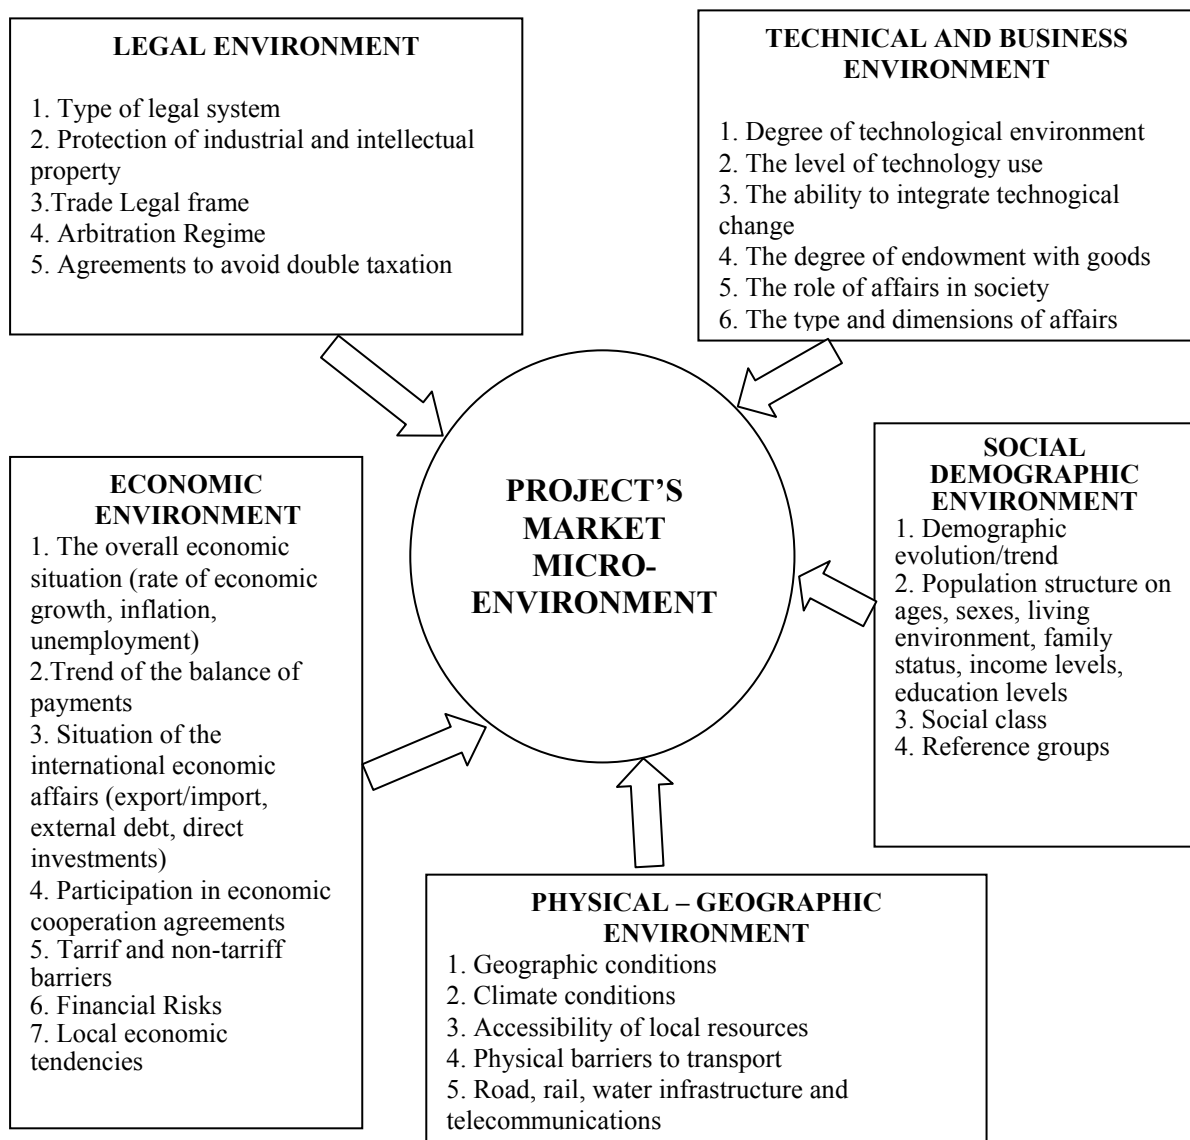 LEGAL ENVIRONMENT
1. Type of legal system
2. Protection of industrial and intellectual
property
3.Trade Legal frame
4. Arbitration Regime
5. Agreements to avoid double taxation
TECHNICAL AND BUSINESS
ENVIRONMENT
1. Degree of technological environment
2. The level of technology use
3. The ability to integrate technogical
change
4. The degree of endowment with goods
5. The role of affairs in society
6. The type and dimensions of affairs
PROJECT’S
MARKET
MICRO-
ENVIRONMENT
ECONOMIC
ENVIRONMENT
1. The overall economic
situation (rate of economic
growth, inflation,
unemployment)
2.Trend of the balance of
payments
3. Situation of the
international economic
affairs (export/import,
external debt, direct
investments)
4. Participation in economic
cooperation agreements
5. Tarrif and non-tarriff
barriers
6. Financial Risks
7. Local economic
tendencies
SOCIAL
DEMOGRAPHIC
ENVIRONMENT
1. Demographic
evolution/trend
2. Population structure on
ages, sexes, living
environment, family
status, income levels,
education levels
3. Social class
4. Reference groups
PHYSICAL – GEOGRAPHIC
ENVIRONMENT
1. Geographic conditions
2. Climate conditions
3. Accessibility of local resources
4. Physical barriers to transport
5. Road, rail, water infrastructure and
telecommunications